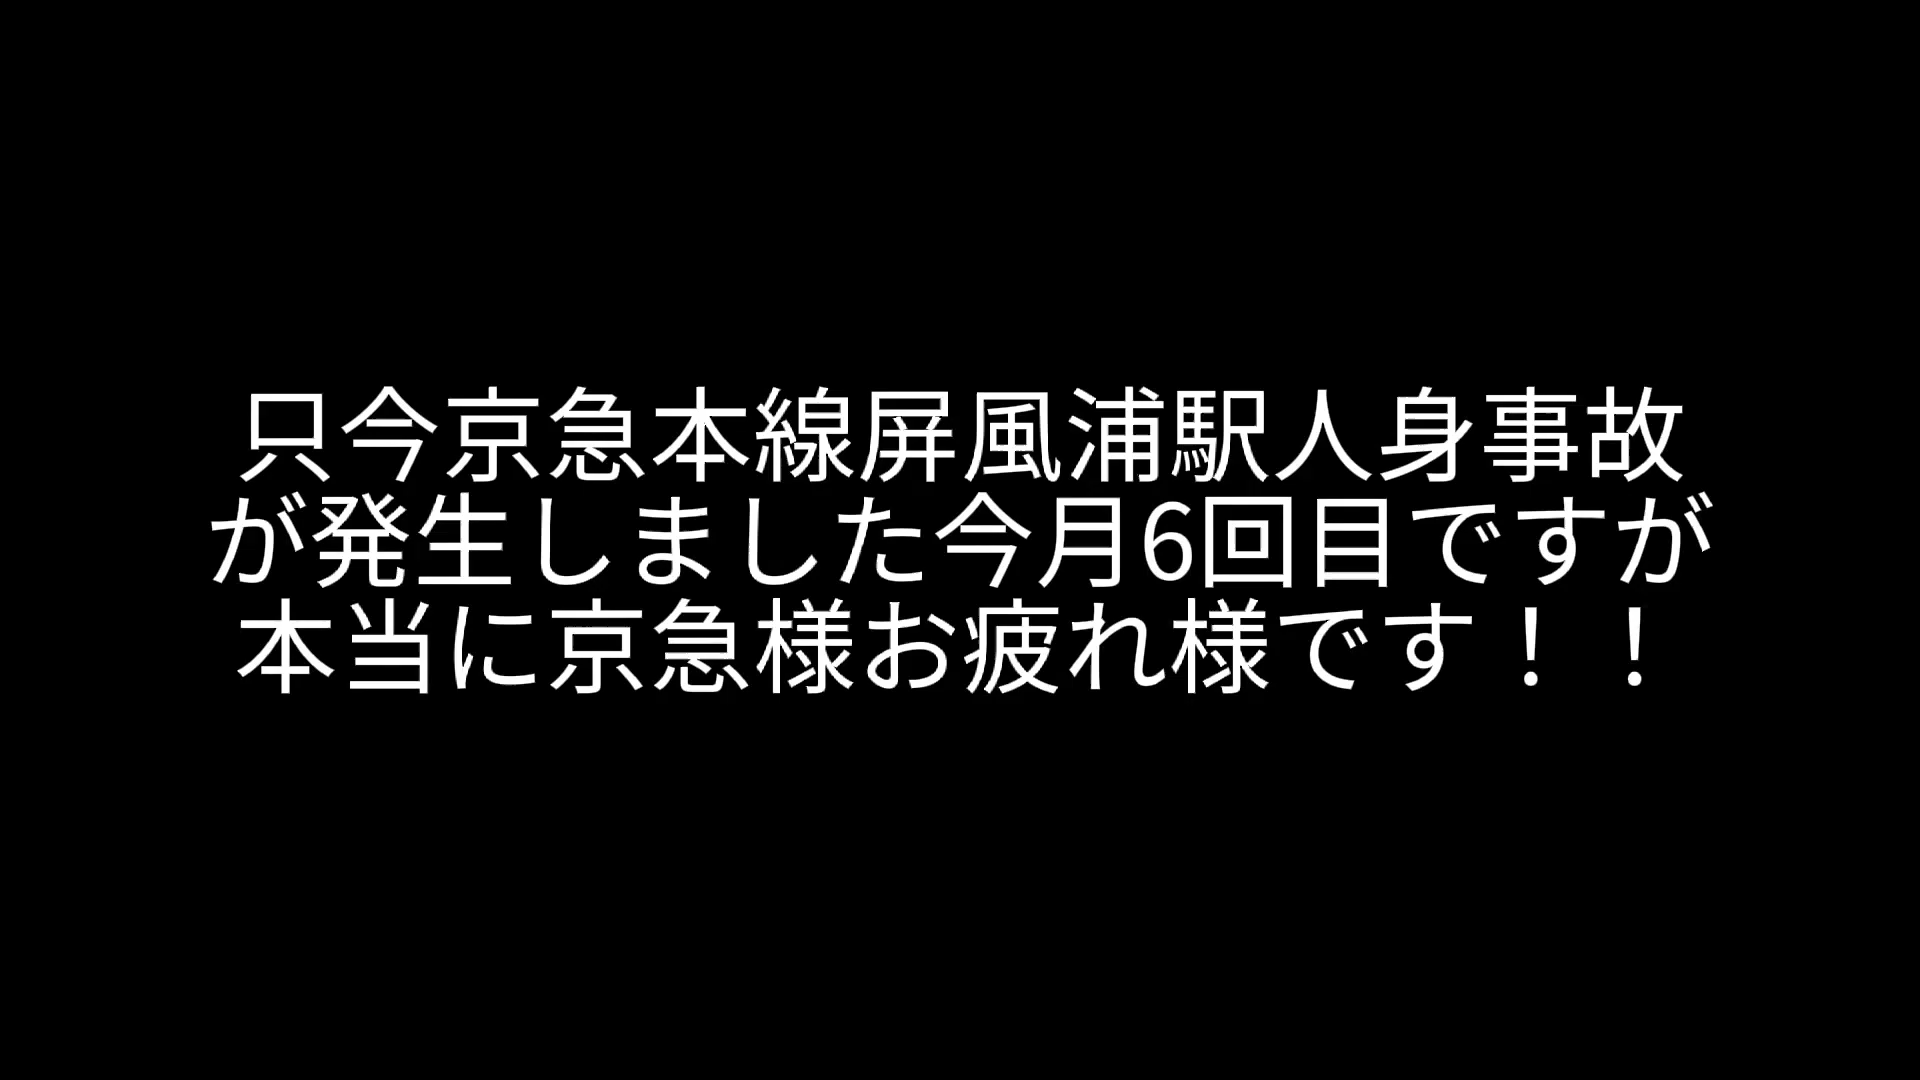 只今京急本線屏風浦駅人身事故
が発生しました今月6回目ですが
本当に京急様お疲れ様です！！